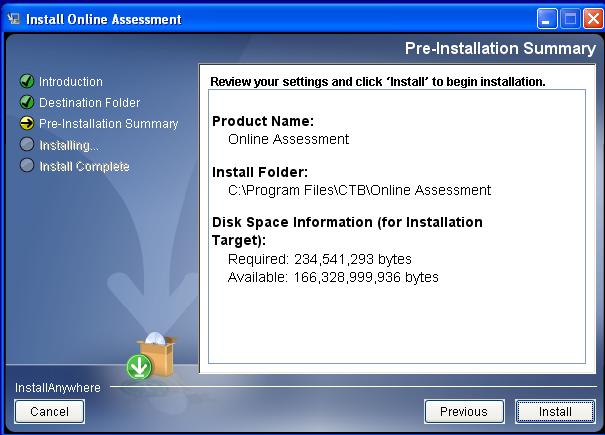 Install Online Assessment
Pre-Installation Summary
Introduction
Destination Folder
Pre-Installation Summary
Installing...
Install Complete
Review your settings and click 'Install' to begin installation.
Product Name:
Online Assessment
Install Folder:
C:\Program Files\CTB\Online Assessment
Disk Space Information (for Installation
Target):
Required: 234,541,293 bytes
Available: 166,328,999,936 bytes
InstallAnywhere
Cancel
Previous
Install